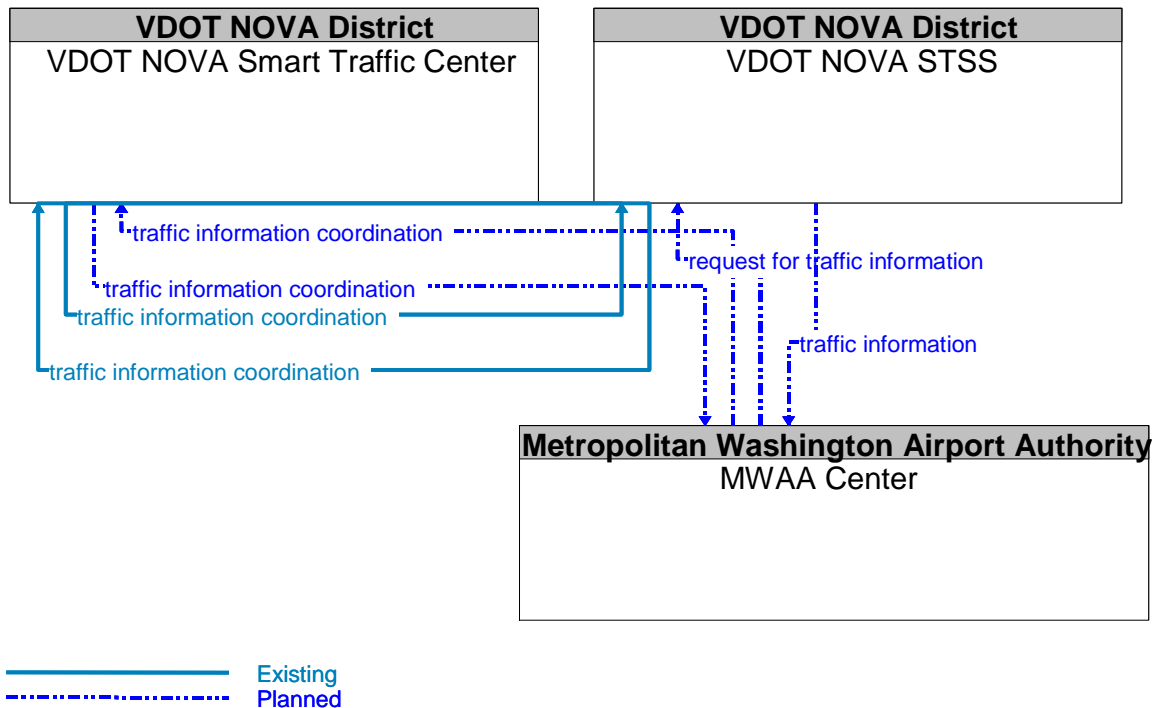 VDOT NOVA District
VDOT NOVA Smart Traffic Center
VDOT NOVA District
VDOT NOVA STSS
traffic information coordination
request for traffic information
traffic information coordination
traffic information coordination
traffic information
traffic information coordination
Metropolitan Washington Airport Authority
MWAA Center
Existing
Planned